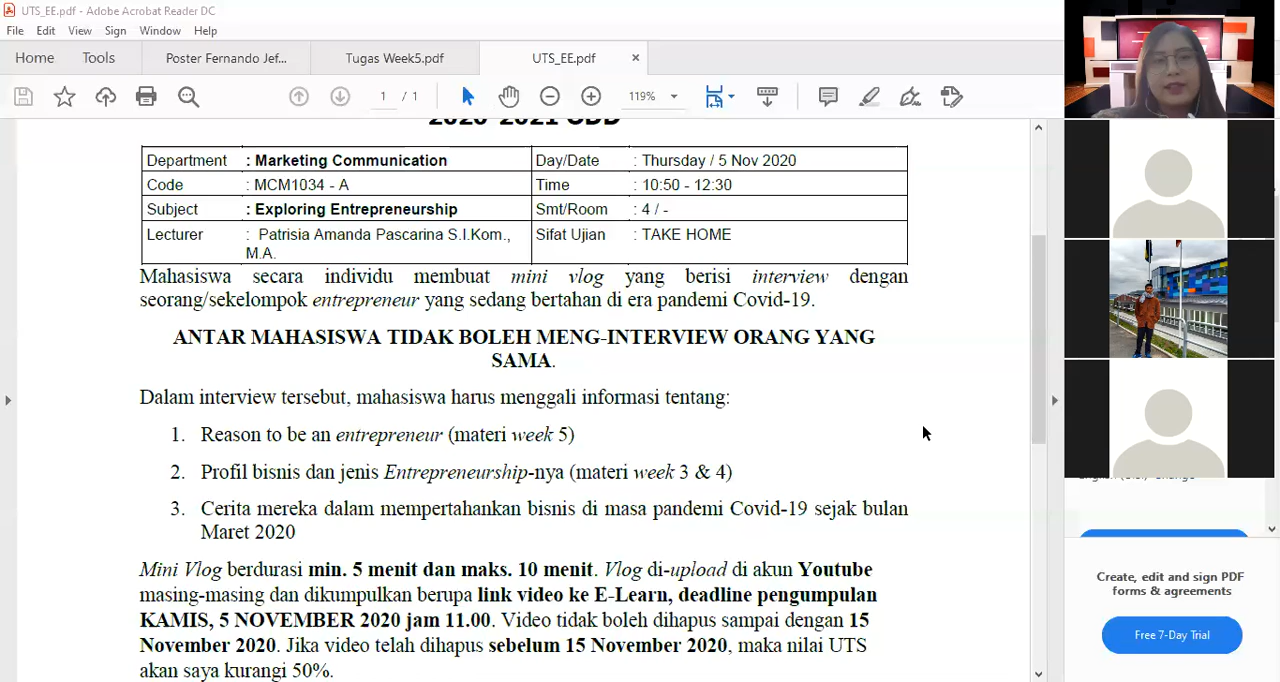 UTS_EE.pdf - Adobe Acrobat Reader DC
File Edit View Sign Window Help
Home Tools Poster Fernando Jef... Tugas Week5.pdf UTS_EE.pdf ×
1 / 1 119%
Department : Marketing Communication Day/Date : Thursday / 5 Nov 2020
Code : MCM1034 - A Time : 10:50 - 12:30
Subject : Exploring Entrepreneurship Smt/Room : 4 / -
Lecturer : Patrisia Amanda Pascarina S.I.Kom., Sifat Ujian : TAKE HOME
M.A.
Mahasiswa secara individu membuat mini vlog yang berisi interview dengan
seorang/sekelompok entrepreneur yang sedang bertahan di era pandemi Covid-19.
ANTAR MAHASISWA TIDAK BOLEH MENG-INTERVIEW ORANG YANG
SAMA.
Dalam interview tersebut, mahasiswa harus menggali informasi tentang:
1. Reason to be an entrepreneur (materi week 5)
2. Profil bisnis dan jenis Entrepreneurship-nya (materi week 3 & 4)
3. Cerita mereka dalam mempertahankan bisnis di masa pandemi Covid-19 sejak bulan
Maret 2020
Mini Vlog berdurasi min. 5 menit dan maks. 10 menit. Vlog di-upload di akun Youtube
masing-masing dan dikumpulkan berupa link video ke E-Learn, deadline pengumpulan
KAMIS, 5 NOVEMBER 2020 jam 11.00. Video tidak boleh dihapus sampai dengan 15
November 2020. Jika video telah dihapus sebelum 15 November 2020, maka nilai UTS
akan saya kurangi 50%.
Create, edit and sign PDF
forms & agreements
Free 7-Day Trial